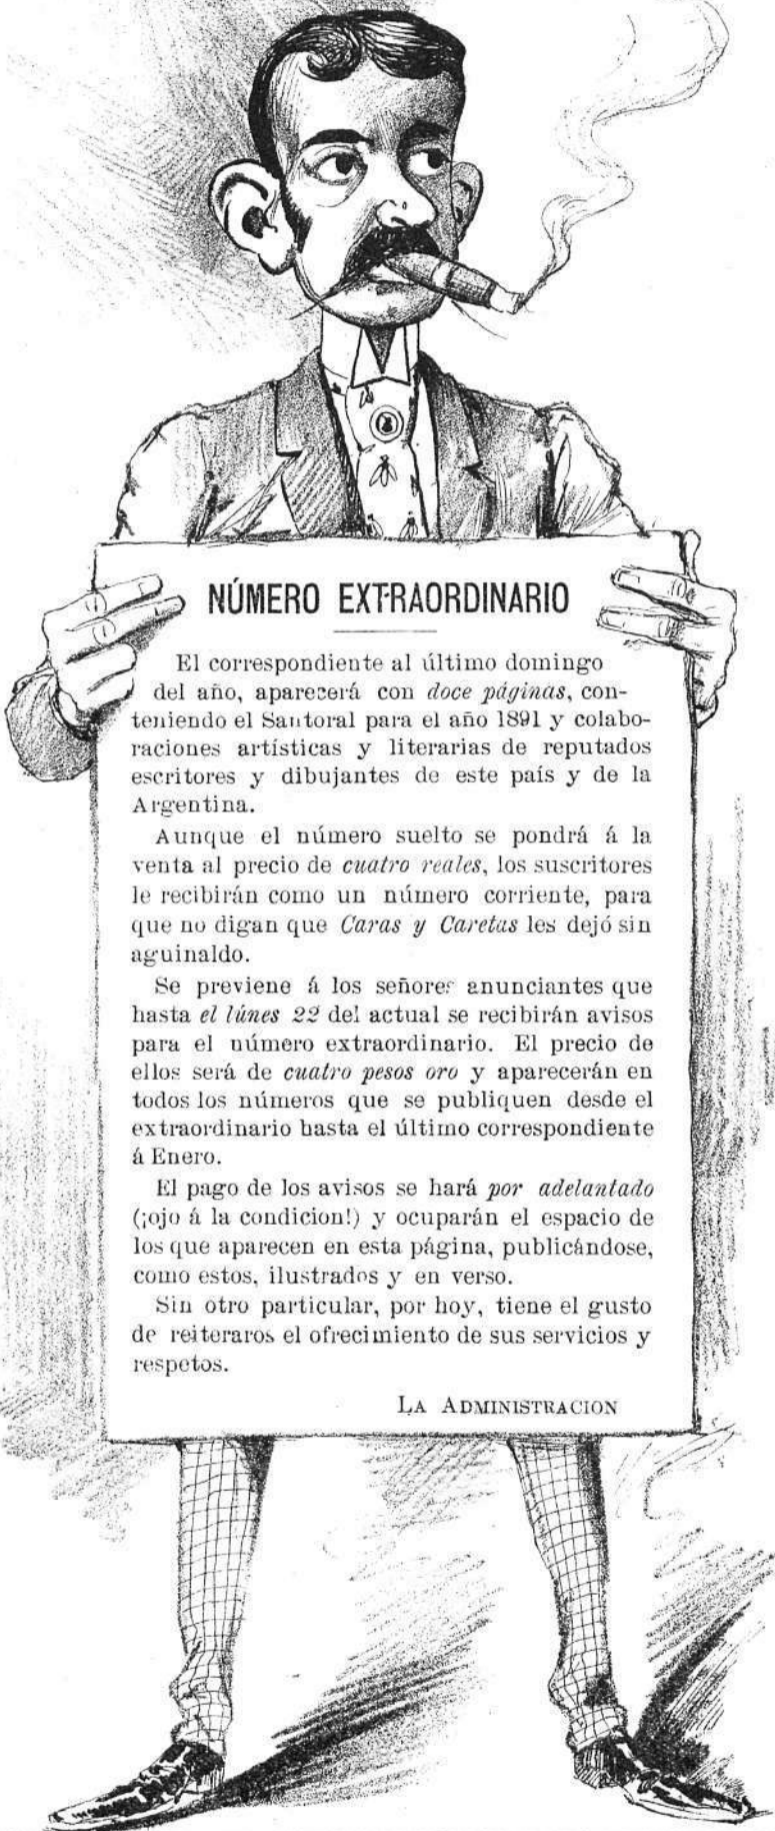 NÚMERO EXTRAORDINARIO
El correspondiente al último domingo
del año, aparecerá con doce páginas, con-
teniendo el Santoral para el año 1891 y colabo-
raciones artísticas y literarias de reputados
escritores y dibujantes de este país y de la
Argentina.
Aunque el número suelto se pondrá á la
venta al precio de cuatro reales, los suscritores
le recibirán como un número corriente, para
que no digan que Caras y Caretas les dejó sin
aguinaldo.
Se previene á los señores anunciantes que
hasta el lúnes 22 del actual se recibirán avisos
para el número extraordinario. El precio de
ellos será de cuatro pesos oro y aparecerán en
todos los números que se publiquen desde el
extraordinario hasta el último correspondiente
á Enero.
El pago de los avisos se hará por adelantado
(¡ojo á la condicion!) y ocuparán el espacio de
los que aparecen en esta página, publicándose,
como estos, ilustrados y en verso.
Sin otro particular, por hoy, tiene el gusto
de reiteraros el ofrecimiento de sus servicios y
respetos.
LA ADMINISTRACION